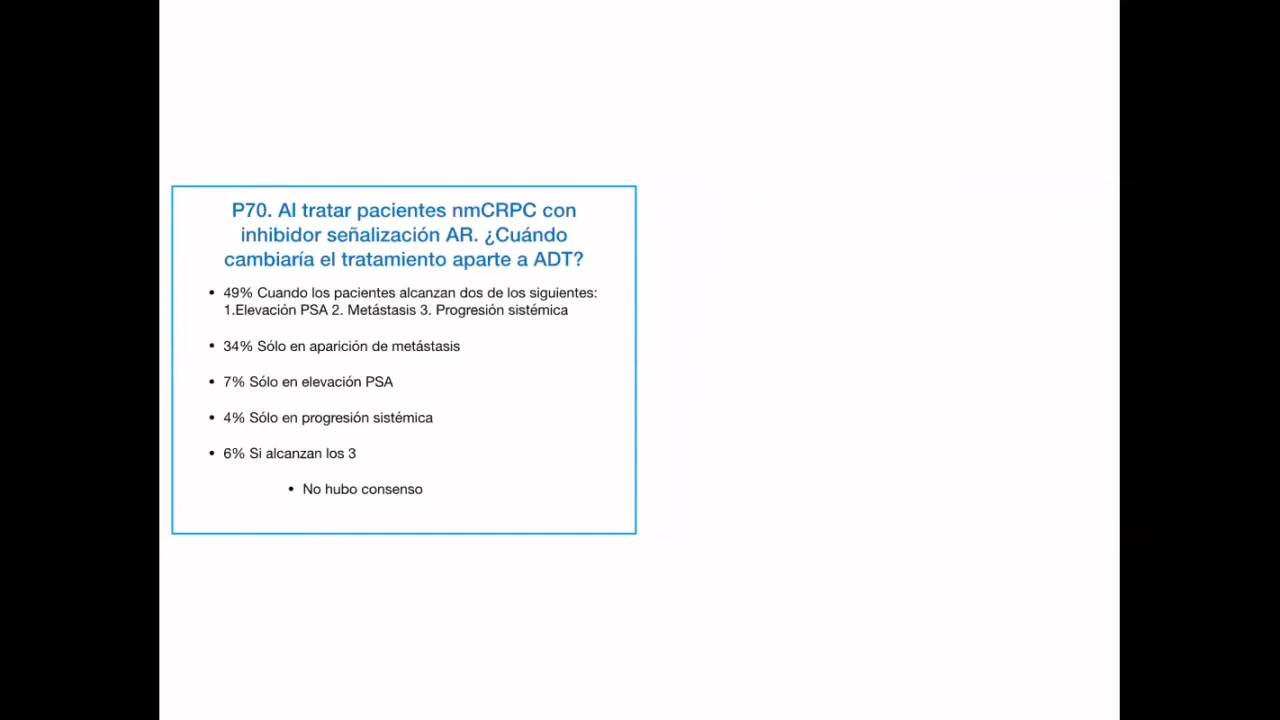 P70. Al tratar pacientes nmCRPC con
inhibidor señalización AR. ¿Cuándo
cambiaría el tratamiento aparte a ADT?
• 49% Cuando los pacientes alcanzan dos de los siguientes:
1.Elevación PSA 2. Metástasis 3. Progresión sistémica
• 34% Sólo en aparición de metástasis
• 7% Sólo en elevación PSA
• 4% Sólo en progresión sistémica
• 6% Si alcanzan los 3
• No hubo consenso